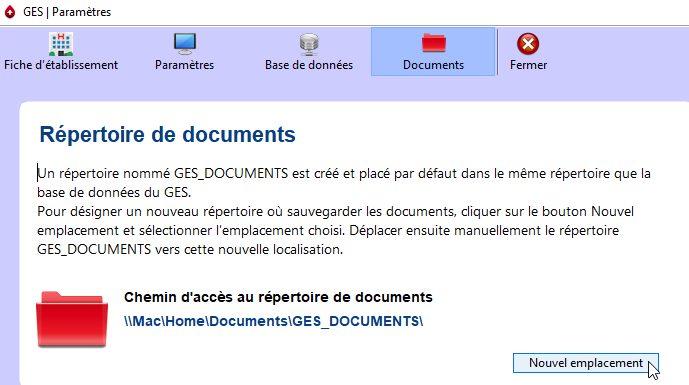 GES | Paramètres
Fiche d'établissement Paramètres Base de données Documents Fermer
Répertoire de documents
Un répertoire nommé GES_DOCUMENTS est créé et placé par défaut dans le même répertoire que la
base de données du GES.
Pour désigner un nouveau répertoire où sauvegarder les documents, cliquer sur le bouton Nouvel
emplacement et sélectionner l'emplacement choisi. Déplacer ensuite manuellement le répertoire
GES_DOCUMENTS vers cette nouvelle localisation.
Chemin d'accès au répertoire de documents
\\Mac\Home\Documents\GES_DOCUMENTS\
Nouvel emplacement